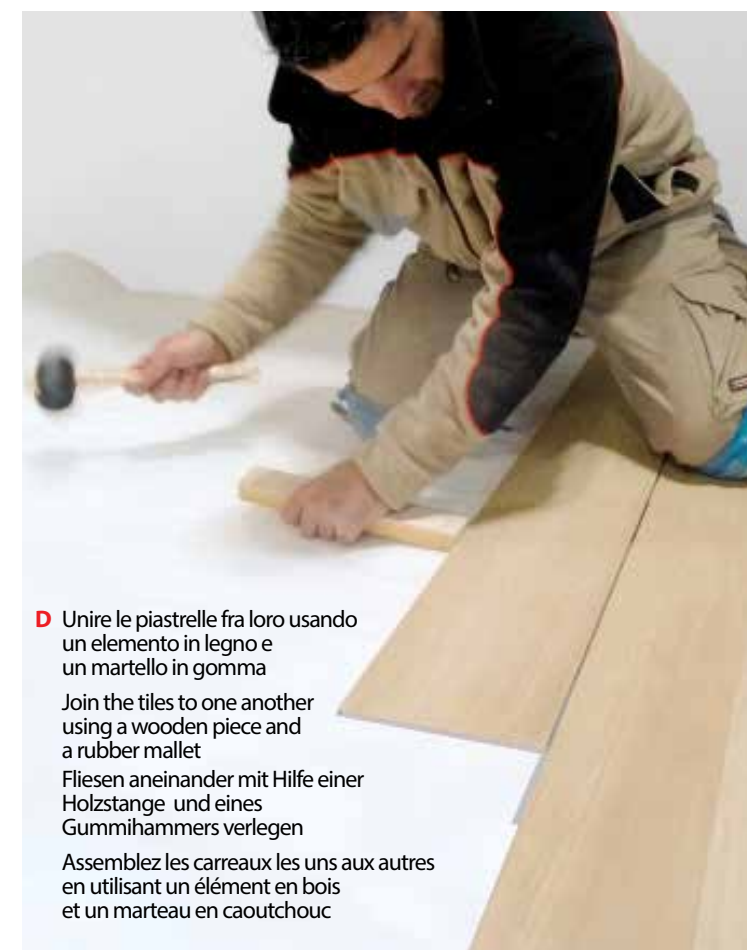 D Unire le piastrelle fra loro usando
un elemento in legno e
un martello in gomma
Join the tiles to one another
using a wooden piece and
a rubber mallet
Fliesen aneinander mit Hilfe einer
Holzstange und eines
Gummihammers verlegen
Assemblez les carreaux les uns aux autres
en utilisant un élément en bois
et un marteau en caoutchouc